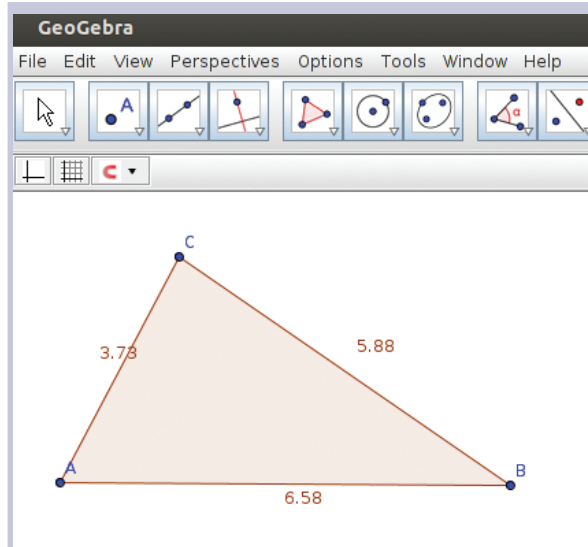 GeoGebra
File Edit View Perspectives Options Tools Window Help
A
α
C
3.73
5.88
A
B
6.58